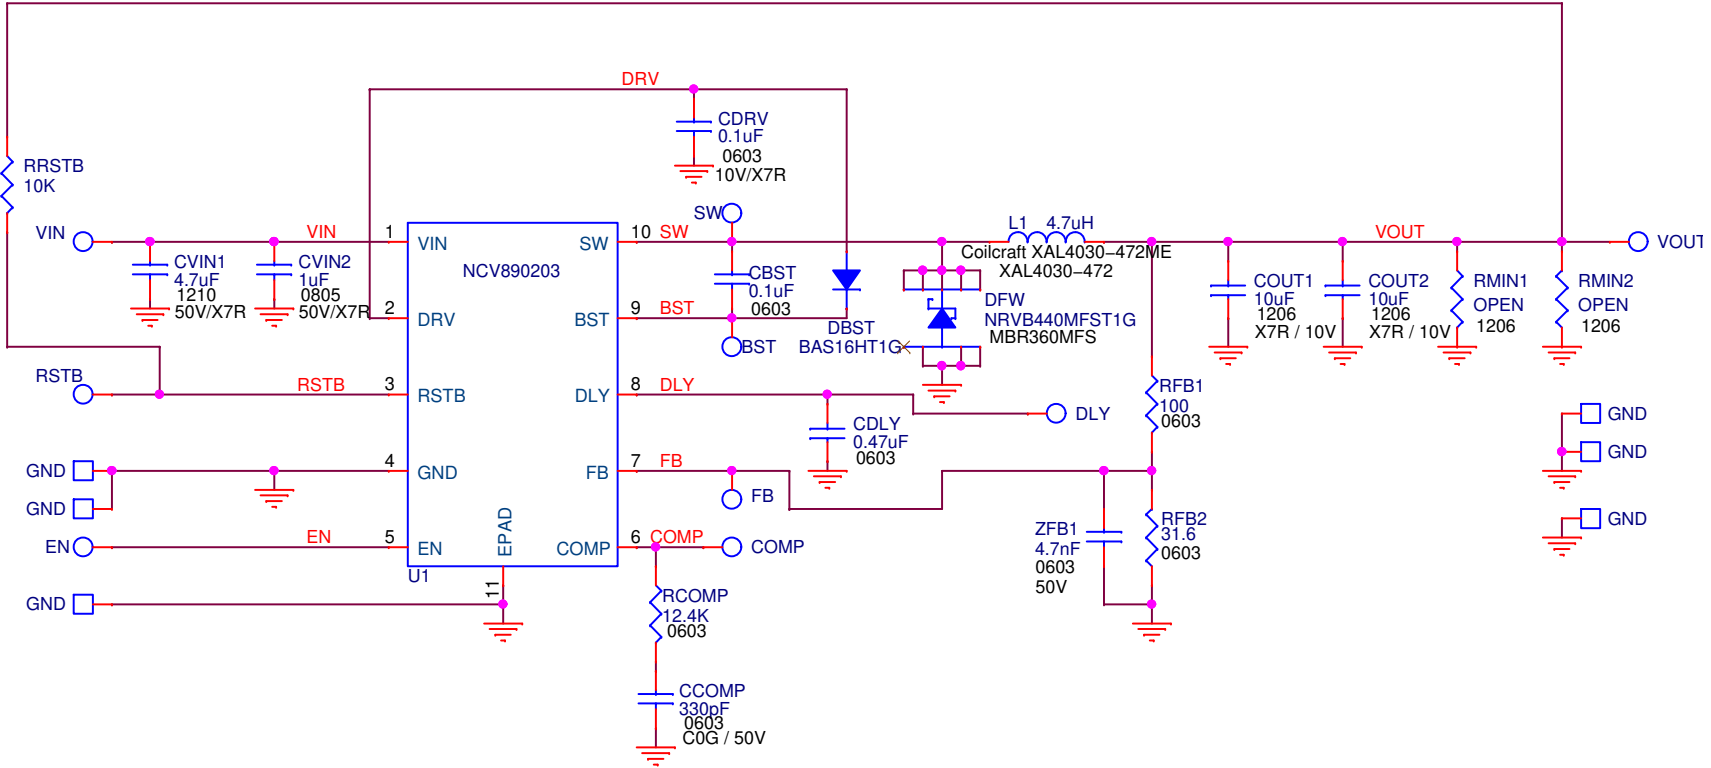 DRV
CDRV
0.1uF
0603
10V/X7R
RRSTB
10K
VIN
VIN
1
VIN
CVIN1
4.7uF
1210
50V/X7R
CVIN2
1uF
0805
50V/X7R
NCV890203
SW
10
SW
SW
CBST
0.1uF
0603
L1 4.7uH
Coilcraft XAL4030-472ME
XAL4030-472
VOUT
VOUT
2
DRV
BST
9
BST
BST
DBST
BAS16HT1G
DFW
NRVB440MFST1G
MBR360MFS
COUT1
10uF
1206
X7R / 10V
COUT2
10uF
1206
X7R / 10V
RMIN1
OPEN
1206
RMIN2
OPEN
1206
RSTB
RSTB
3
RSTB
DLY
8
DLY
DLY
CDLY
0.47uF
0603
RFB1
100
0603
GND
GND
GND
GND
GND
4
GND
FB
7
FB
FB
ZFB1
4.7nF
0603
50V
RFB2
31.6
0603
EN
EN
5
EN
EPAD
11
COMP
6
COMP
COMP
U1
GND
RCOMP
12.4K
0603
CCOMP
330pF
0603
C0G / 50V